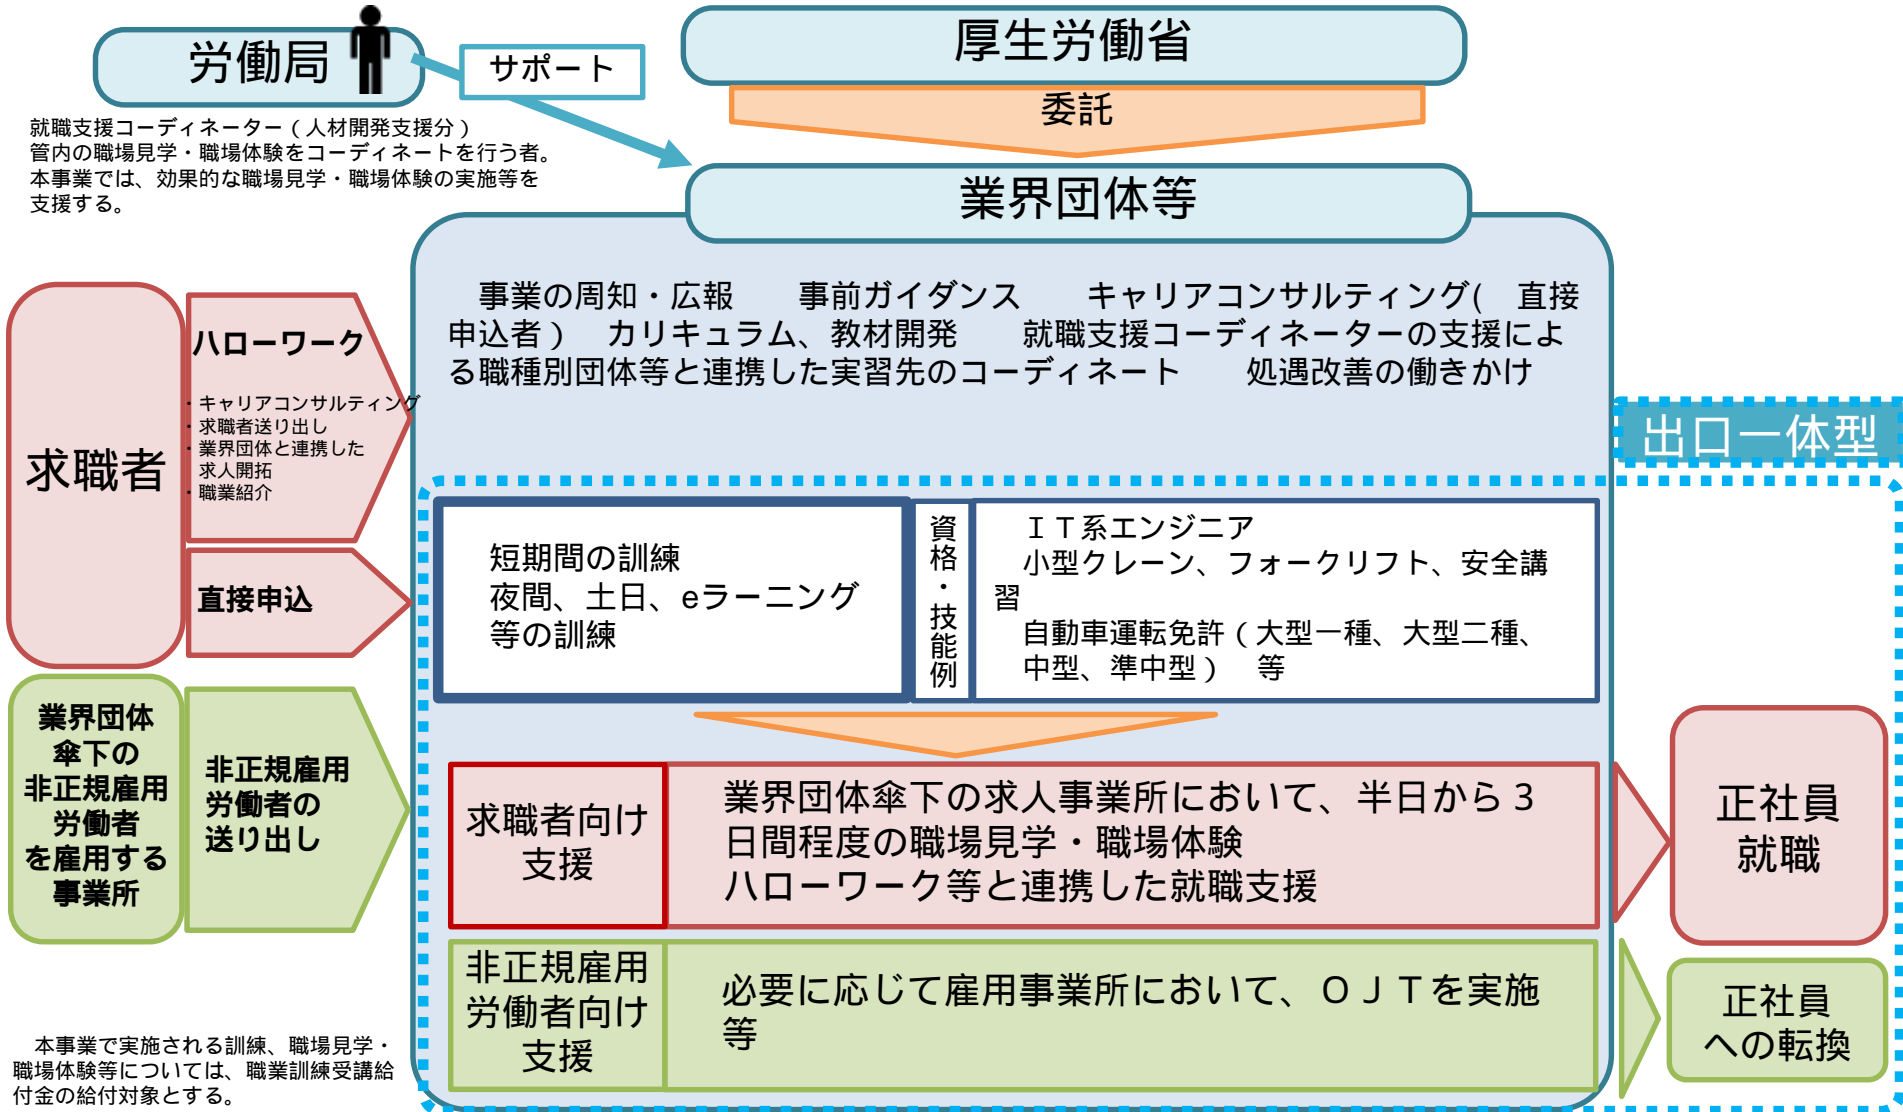 労働局
サポート
厚生労働省
委託
就職支援コーディネーター（人材開発支援分）
管内の職場見学・職場体験をコーディネートを行う者。
本事業では、効果的な職場見学・職場体験の実施等を
支援する。
業界団体等
事業の周知・広報　　事前ガイダンス　　キャリアコンサルティング(　直接
申込者）　カリキュラム、教材開発　　就職支援コーディネーターの支援によ
る職種別団体等と連携した実習先のコーディネート　　処遇改善の働きかけ
求職者
ハローワーク
・キャリアコンサルティング
・求職者送り出し
・業界団体と連携した
求人開拓
・職業紹介
直接申込
出口一体型
短期間の訓練
夜間、土日、eラーニング
等の訓練
資格・技能例
ＩＴ系エンジニア
小型クレーン、フォークリフト、安全講
習
自動車運転免許（大型一種、大型二種、
中型、準中型）　等
業界団体
傘下の
非正規雇用
労働者
を雇用する
事業所
非正規雇用
労働者の
送り出し
求職者向け
支援
業界団体傘下の求人事業所において、半日から３
日間程度の職場見学・職場体験
ハローワーク等と連携した就職支援
正社員
就職
非正規雇用
労働者向け
支援
必要に応じて雇用事業所において、ＯＪＴを実施
等
正社員
への転換
本事業で実施される訓練、職場見学・
職場体験等については、職業訓練受講給
付金の給付対象とする。